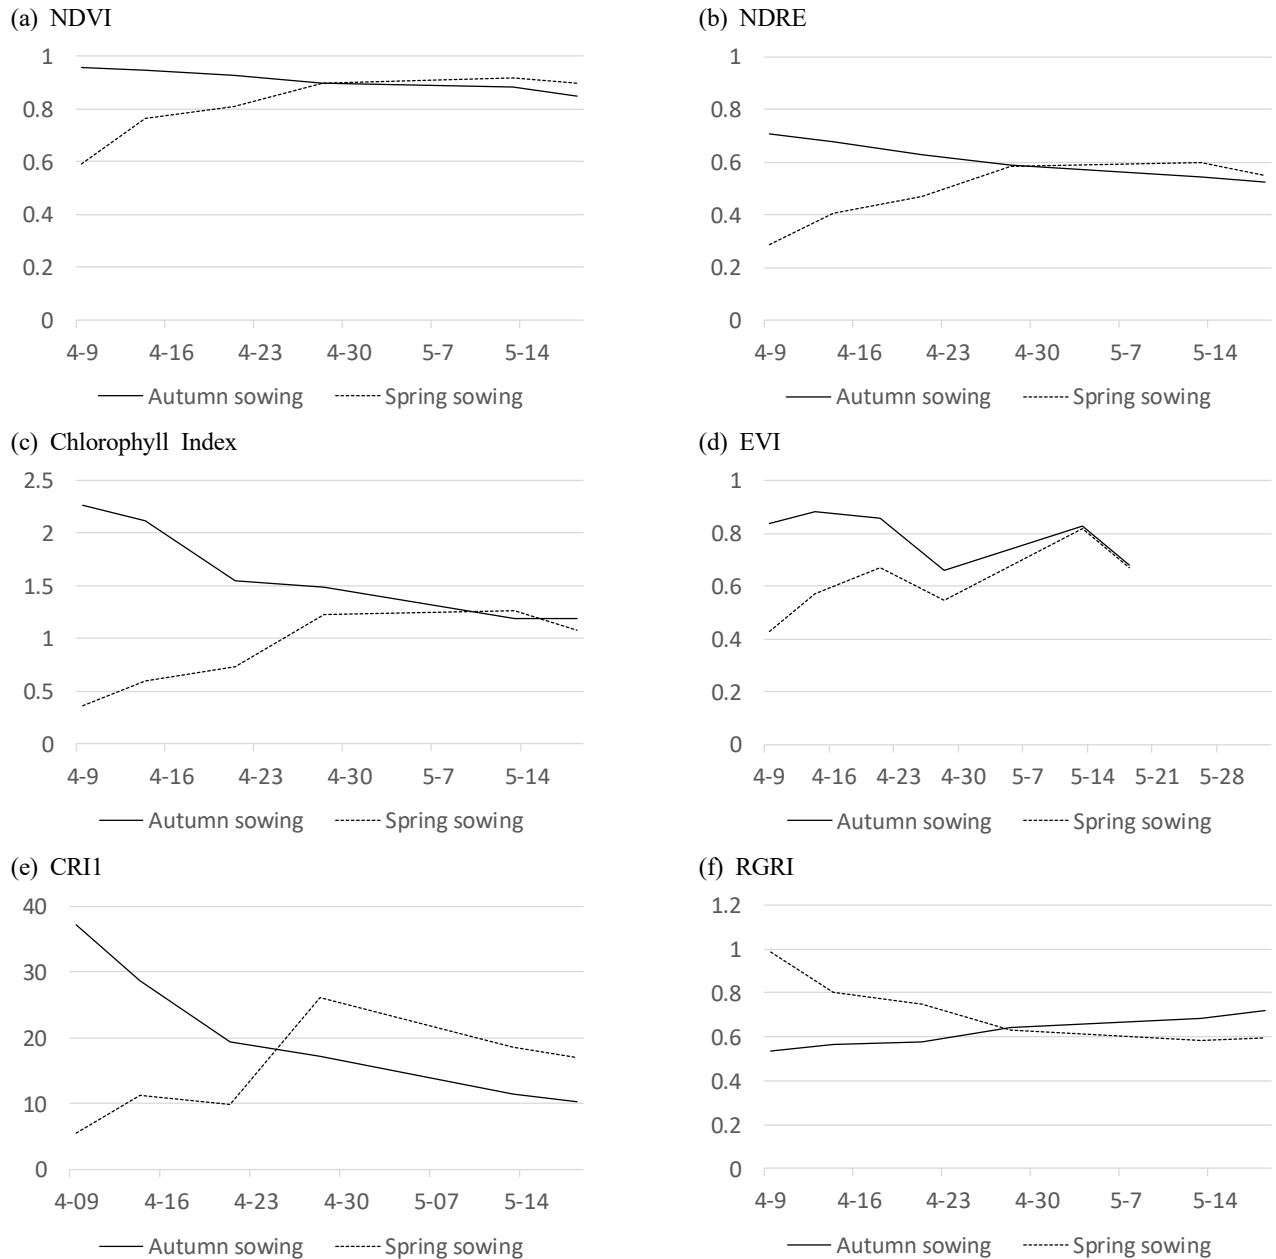 (a) NDVI
1
0.8
0.6
0.4
0.2
0
4-9 4-16 4-23 4-30 5-7 5-14
Autumn sowing Spring sowing
(b) NDRE
1
0.8
0.6
0.4
0.2
0
4-9 4-16 4-23 4-30 5-7 5-14
Autumn sowing Spring sowing
(c) Chlorophyll Index
2.5
2
1.5
1
0.5
0
4-9 4-16 4-23 4-30 5-7 5-14
Autumn sowing Spring sowing
(d) EVI
1
0.8
0.6
0.4
0.2
0
4-9 4-16 4-23 4-30 5-7 5-14 5-21 5-28
Autumn sowing Spring sowing
(e) CRI1
40
30
20
10
0
4-09 4-16 4-23 4-30 5-07 5-14
Autumn sowing Spring sowing
(f) RGRI
1.2
1
0.8
0.6
0.4
0.2
0
4-9 4-16 4-23 4-30 5-7 5-14
Autumn sowing Spring sowing